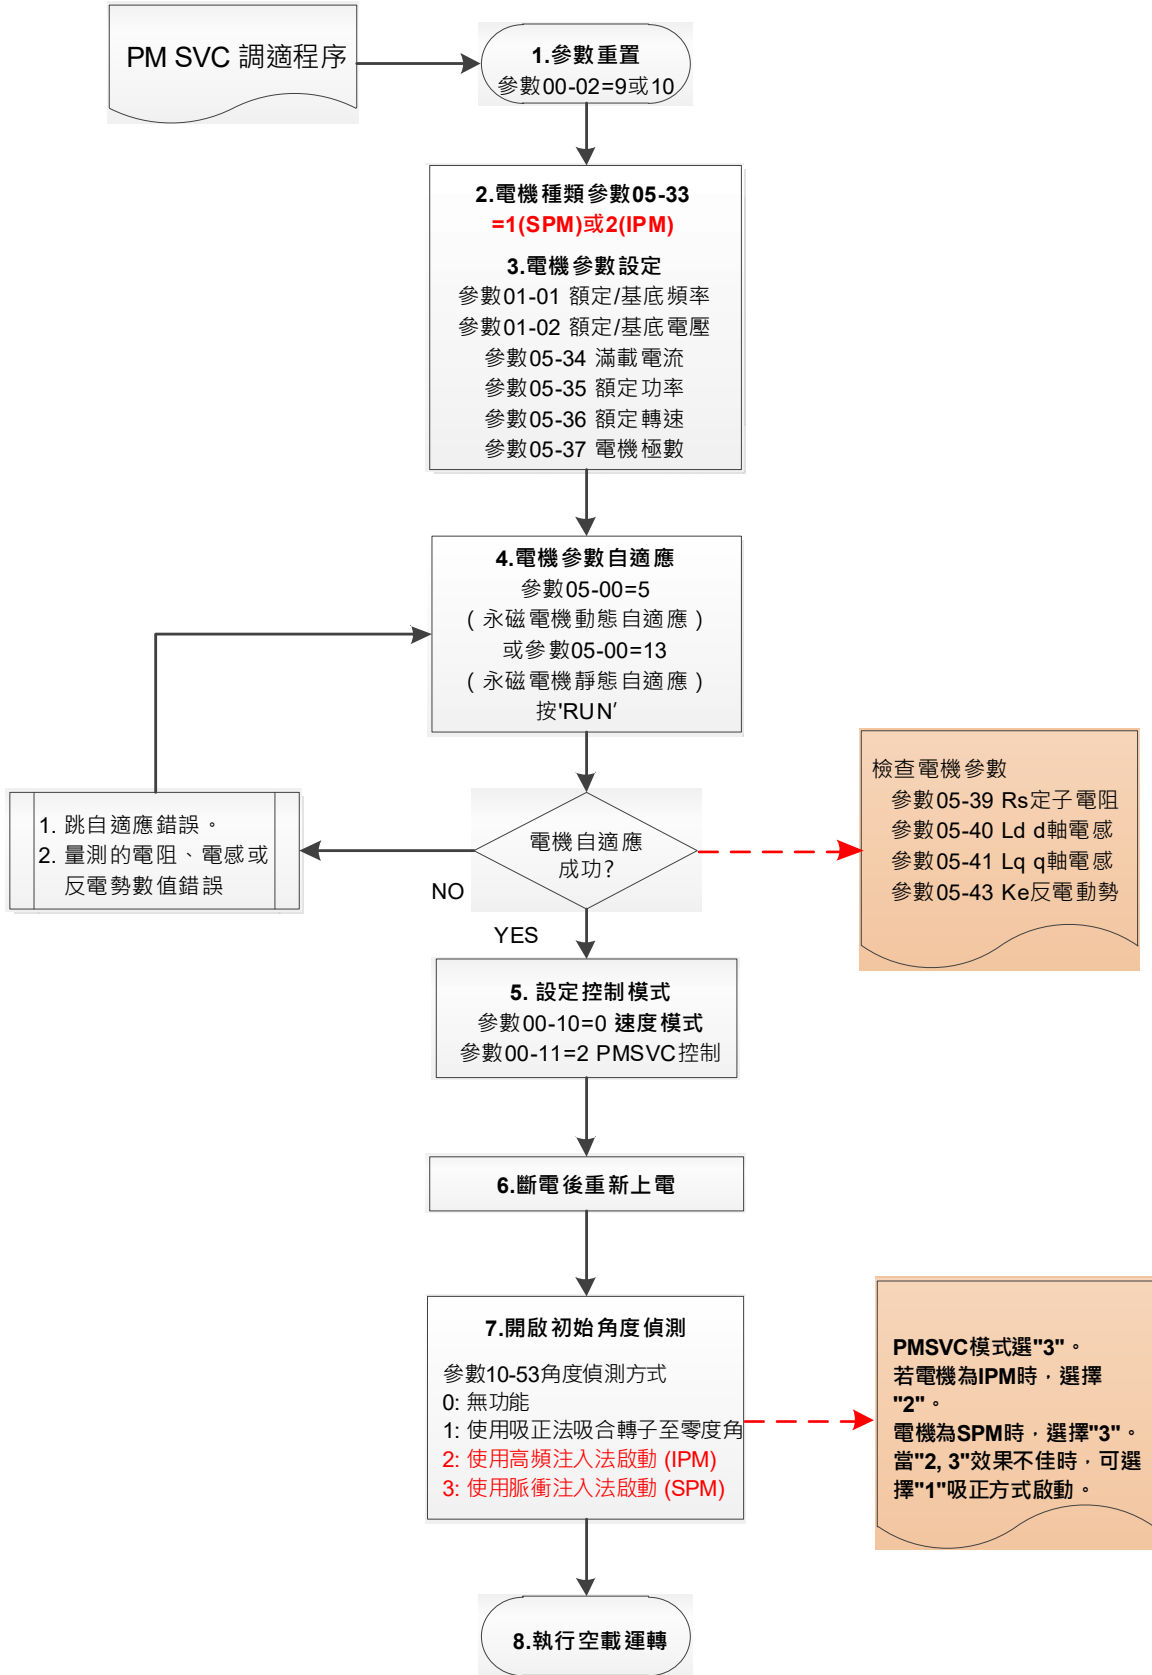 PM SVC 調適程序
1.參數重置
參數00-02=9或10
2.電機種類參數05-33
=1(SPM)或2(IPM)
3.電機參數設定
參數01-01 額定/基底頻率
參數01-02 額定/基底電壓
參數05-34 滿載電流
參數05-35 額定功率
參數05-36 額定轉速
參數05-37 電機極數
4.電機參數自適應
參數05-00=5
(永磁電機動態自適應)
或參數05-00=13
(永磁電機靜態自適應)
按'RUN'
電機自適應
成功?
NO
YES
1. 跳自適應錯誤。
2. 量測的電阻、電感或
反電勢數值錯誤
檢查電機參數
參數05-39 Rs定子電阻
參數05-40 Ld d軸電感
參數05-41 Lq q軸電感
參數05-43 Ke反電動勢
5. 設定控制模式
參數00-10=0 速度模式
參數00-11=2 PMSVC控制
6.斷電後重新上電
7.開啟初始角度偵測
參數10-53角度偵測方式
0: 無功能
1: 使用吸正法吸合轉子至零度角
2: 使用高頻注入法啟動 (IPM)
3: 使用脈衝注入法啟動 (SPM)
PMSVC模式選"3"。
若電機為IPM時，選擇
"2"。
電機為SPM時，選擇"3"。
當"2, 3"效果不佳時，可選
擇"1"吸正方式啟動。
8.執行空載運轉